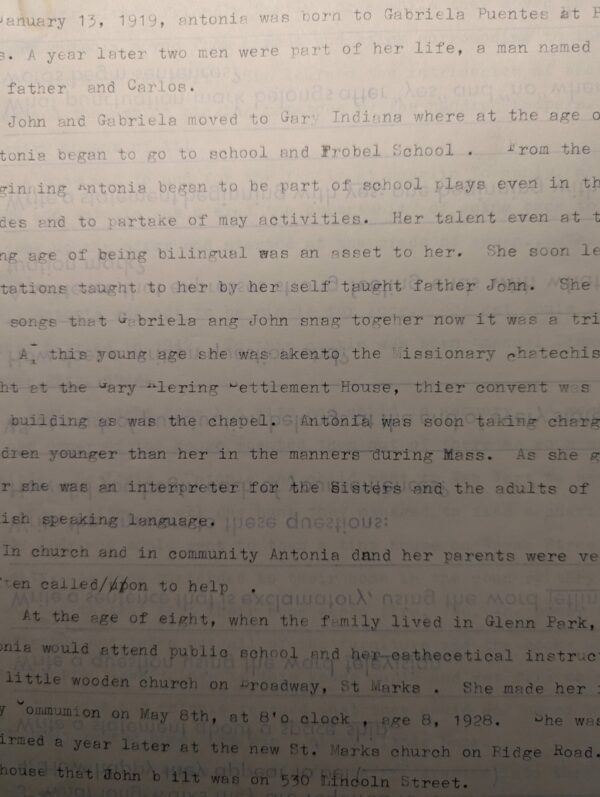 anuary 13, 1919, antonia was born to Gabriela Puentes at P
s. A year later two men were part of her life, a man named
father and Carlos.
John and Gabriela moved to Gary Indiana where at the age o
tonia began to go to school and Frobel School . From the
ginning Antonia began to be part of school plays even in th
des and to partake of may activities. Her talent even at t
ng age of being bilingual was an asset to her. She soon le
tations taught to her by her self taught father John. She
songs that Gabriela ang John snag togeher now it was a tri
At this young age she was akento the Missionary Chatechis
ht at the Gary Alering Settlement House, thier convent was
building as was the chapel. Antonia was soon taking charg
dren younger than her in the manners during Mass. As she g
r she was an interpreter for the Sisters and the adults of
ish speaking language.
In church and in community Antonia dand her parents were ve
ten called/upon to help .
At the age of eight, when the family lived in Glenn Park,
onia would attend public school and her cathecetical instruc
little wooden church on Broadway, St Marks . She made her
y Communion on May 8th, at 8'o clock , age 8, 1928. She was
irmed a year later at the new St. Marks church on Ridge Road.
house that John b ilt was on 530 Lincoln Street.